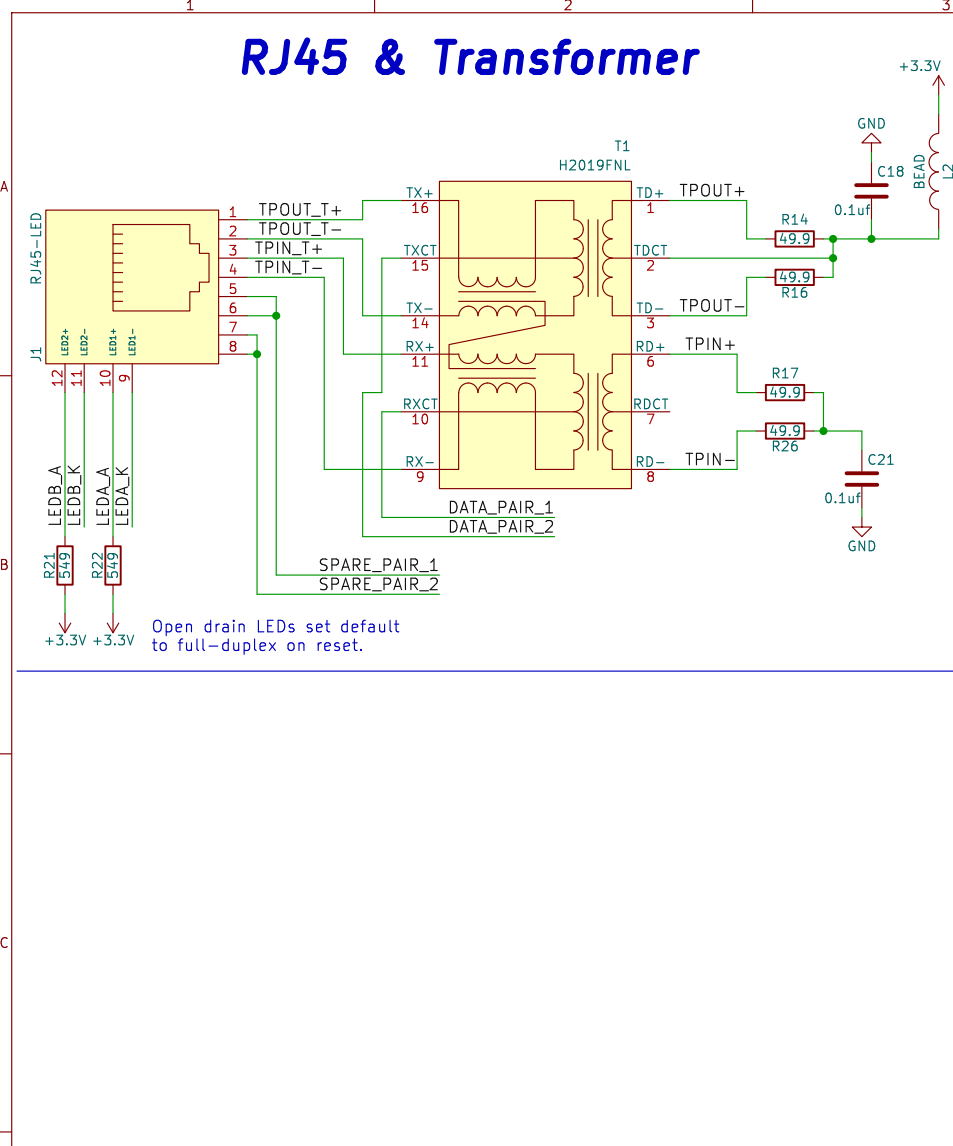 1
2
3
RJ45 & Transformer
+3.3V
GND
T1
H2019FNL
C18
BEAD
L2
0.1uf
A
RJ45-LED
J1
1
2
3
4
5
6
7
8
TPOUT_T+
TPOUT_T-
TPIN_T+
TPIN_T-
LED2+
LED2-
LED1+
LED1-
12
11
10
9
TX+
16
TXCT
15
TX-
14
RX+
11
RXCT
10
RX-
9
TD+
1
TDCT
2
TD-
3
RD+
6
RDCT
7
RD-
8
TPOUT+
TPOUT-
TPIN+
TPIN-
R14
49.9
49.9
R16
R17
49.9
49.9
R26
C21
0.1uf
GND
DATA_PAIR_1
DATA_PAIR_2
SPARE_PAIR_1
SPARE_PAIR_2
LEDB_A
LEDB_K
LEDA_A
LEDA_K
B
R21
549
R22
549
+3.3V
+3.3V
Open drain LEDs set default
to full-duplex on reset.
C